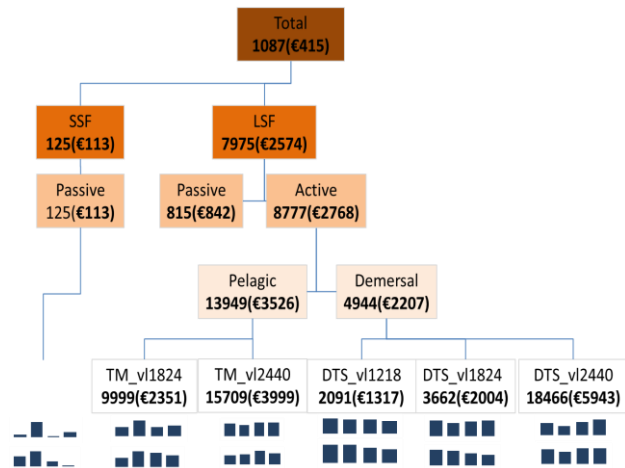 Total
1087(€415)
SSF
125(€113)
LSF
7975(€2574)
Passive
125(€113)
Passive
815(€842)
Active
8777(€2768)
Pelagic
13949(€3526)
Demersal
4944(€2207)
TM_vl1824
9999(€2351)
TM_vl2440
15709(€3999)
DTS_vl1218
2091(€1317)
DTS_vl1824
3662(€2004)
DTS_vl2440
18466(€5943)